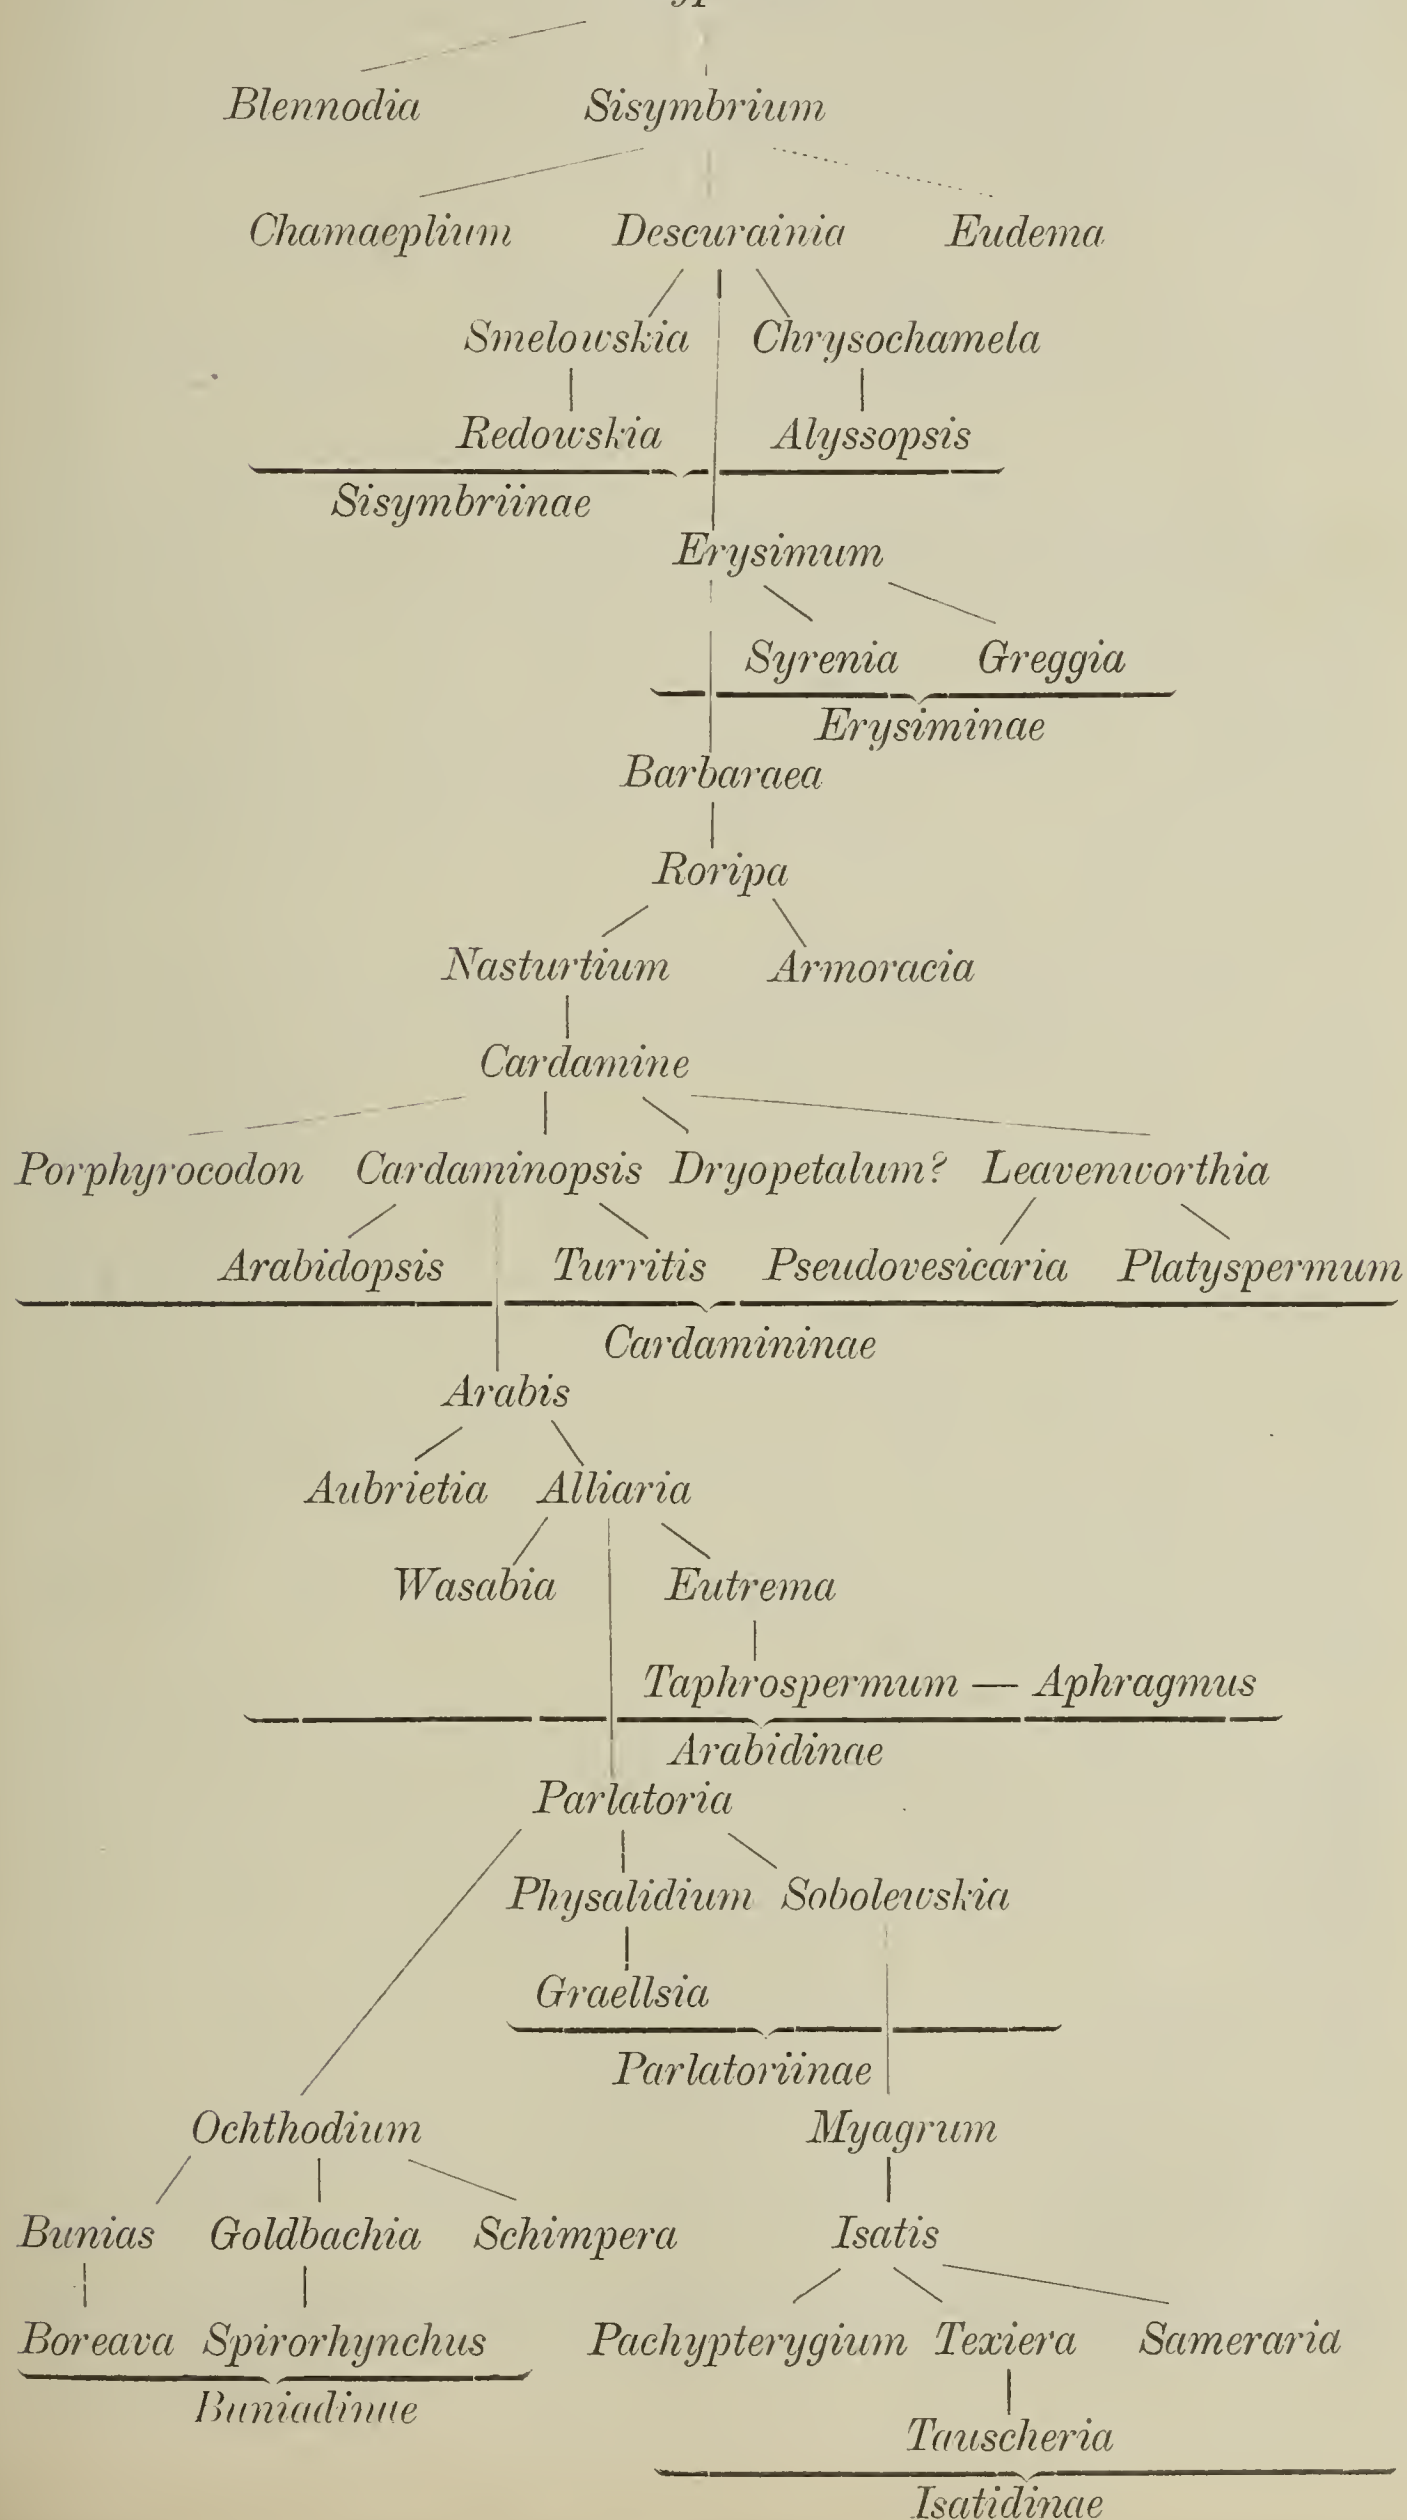 Blennodia Sisymbrium
Chamaeplium Descurainia Eudema
Smelowskia Chrysochamela
Redowskia Alyssopsis
Sisymbriinae
Erysimum
Syrenia Greggia
Erysiminae
Barbaraea
Roripa
Nasturtium Armoracia
Cardamine
Porphyrocodon Cardaminopsis Dryopetalum? Leavenworthia
Arabidopsis Turritis Pseudovesicaria Platyspermum
Cardamininae
Arabis
Aubrietia Alliaria
Wasabia Eutrema
Taphrospermum — Aphragmus
Arabidinae
Parlatoria
Physalidium Sobolewskia
Graellsia
Parlatoriinae
Ochthodium Myagrum
Bunias Goldbachia Schimpera Isatis
Boreava Spirorhynchus Pachypterygium Texiera Sameraria
Buniadinae
Tauscheria
Isatidinae